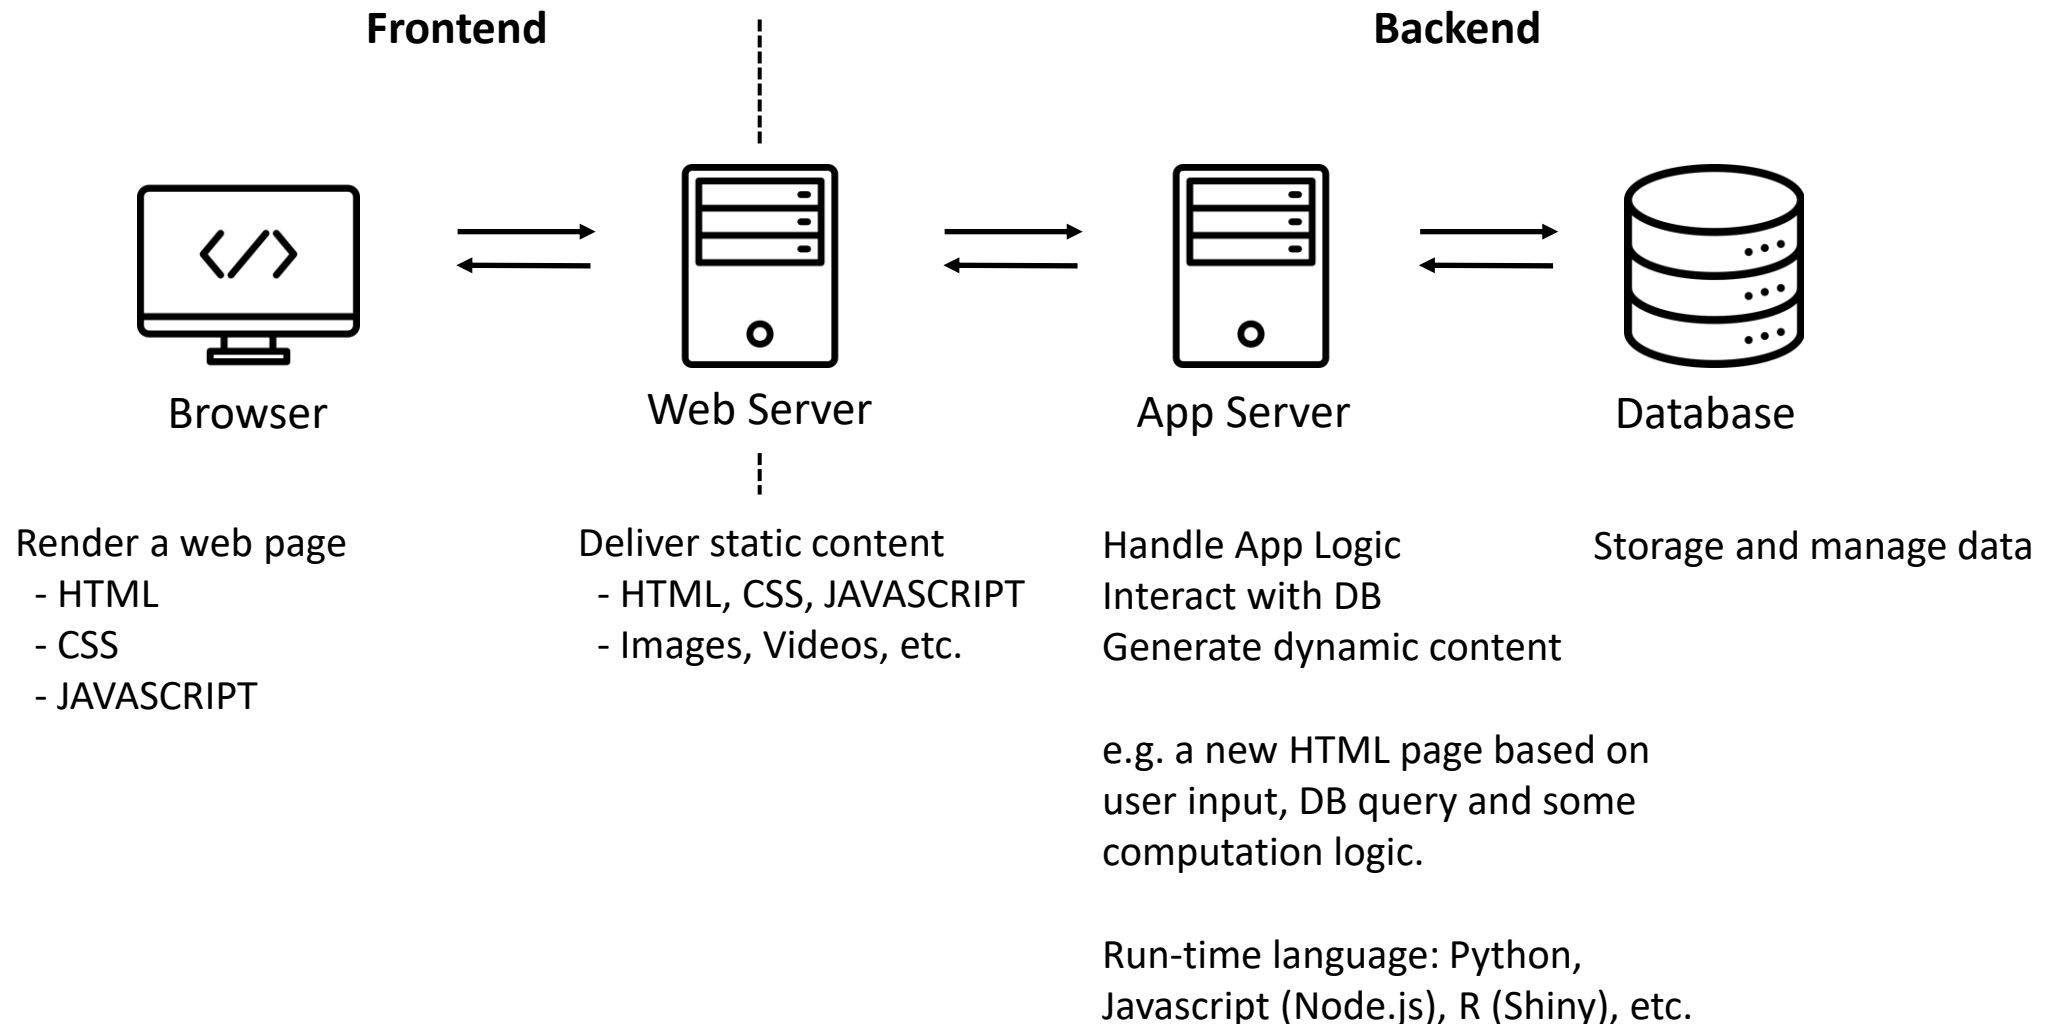 Frontend
Backend
Browser
Web Server
App Server
Database
Render a web page
- HTML
- CSS
- JAVASCRIPT
Deliver static content
- HTML, CSS, JAVASCRIPT
- Images, Videos, etc.
Handle App Logic
Interact with DB
Generate dynamic content
e.g. a new HTML page based on
user input, DB query and some
computation logic.
Run-time language: Python,
Javascript (Node.js), R (Shiny), etc.
Storage and manage data